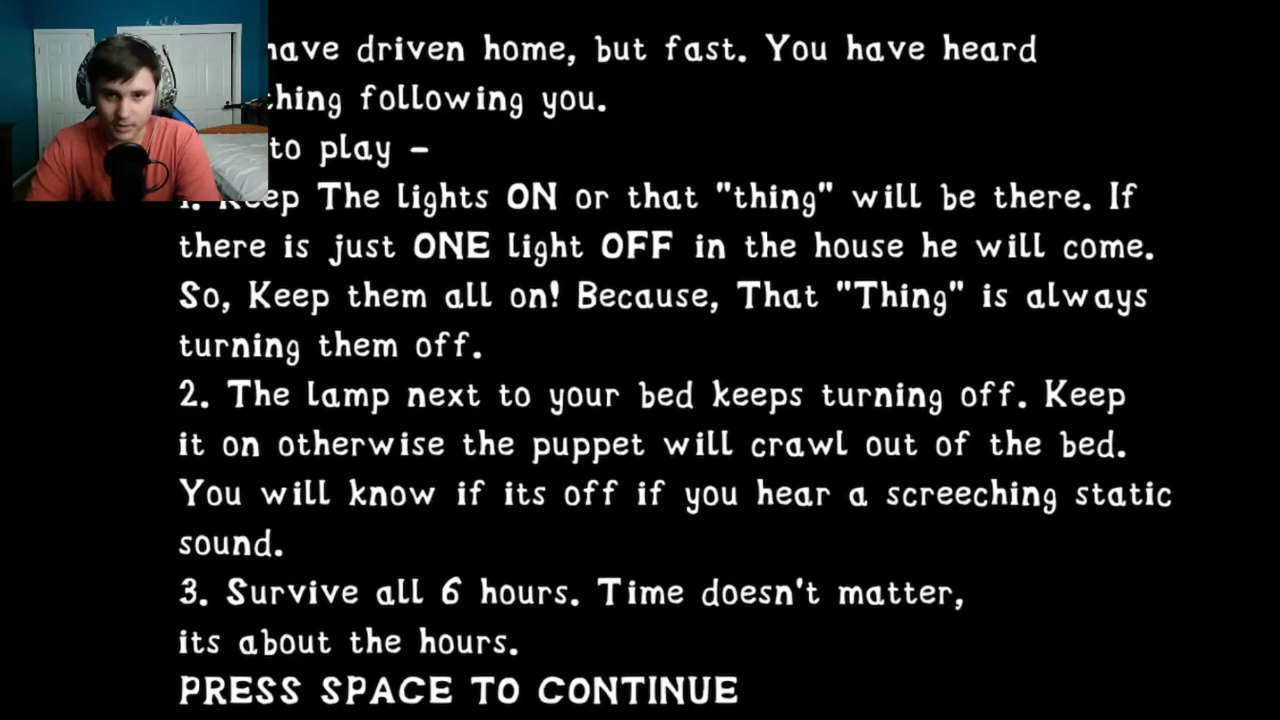 have driven home, but fast. You have heard
following you.
to play -
1. Keep The lights ON or that "thing" will be there. If
there is just ONE light OFF in the house he will come.
So, Keep them all on! Because, That "Thing" is always
turning them off.
2. The lamp next to your bed keeps turning off. Keep
it on otherwise the puppet will crawl out of the bed.
You will know if its off if you hear a screeching static
sound.
3. Survive all 6 hours. Time doesn't matter,
its about the hours.
PRESS SPACE TO CONTINUE